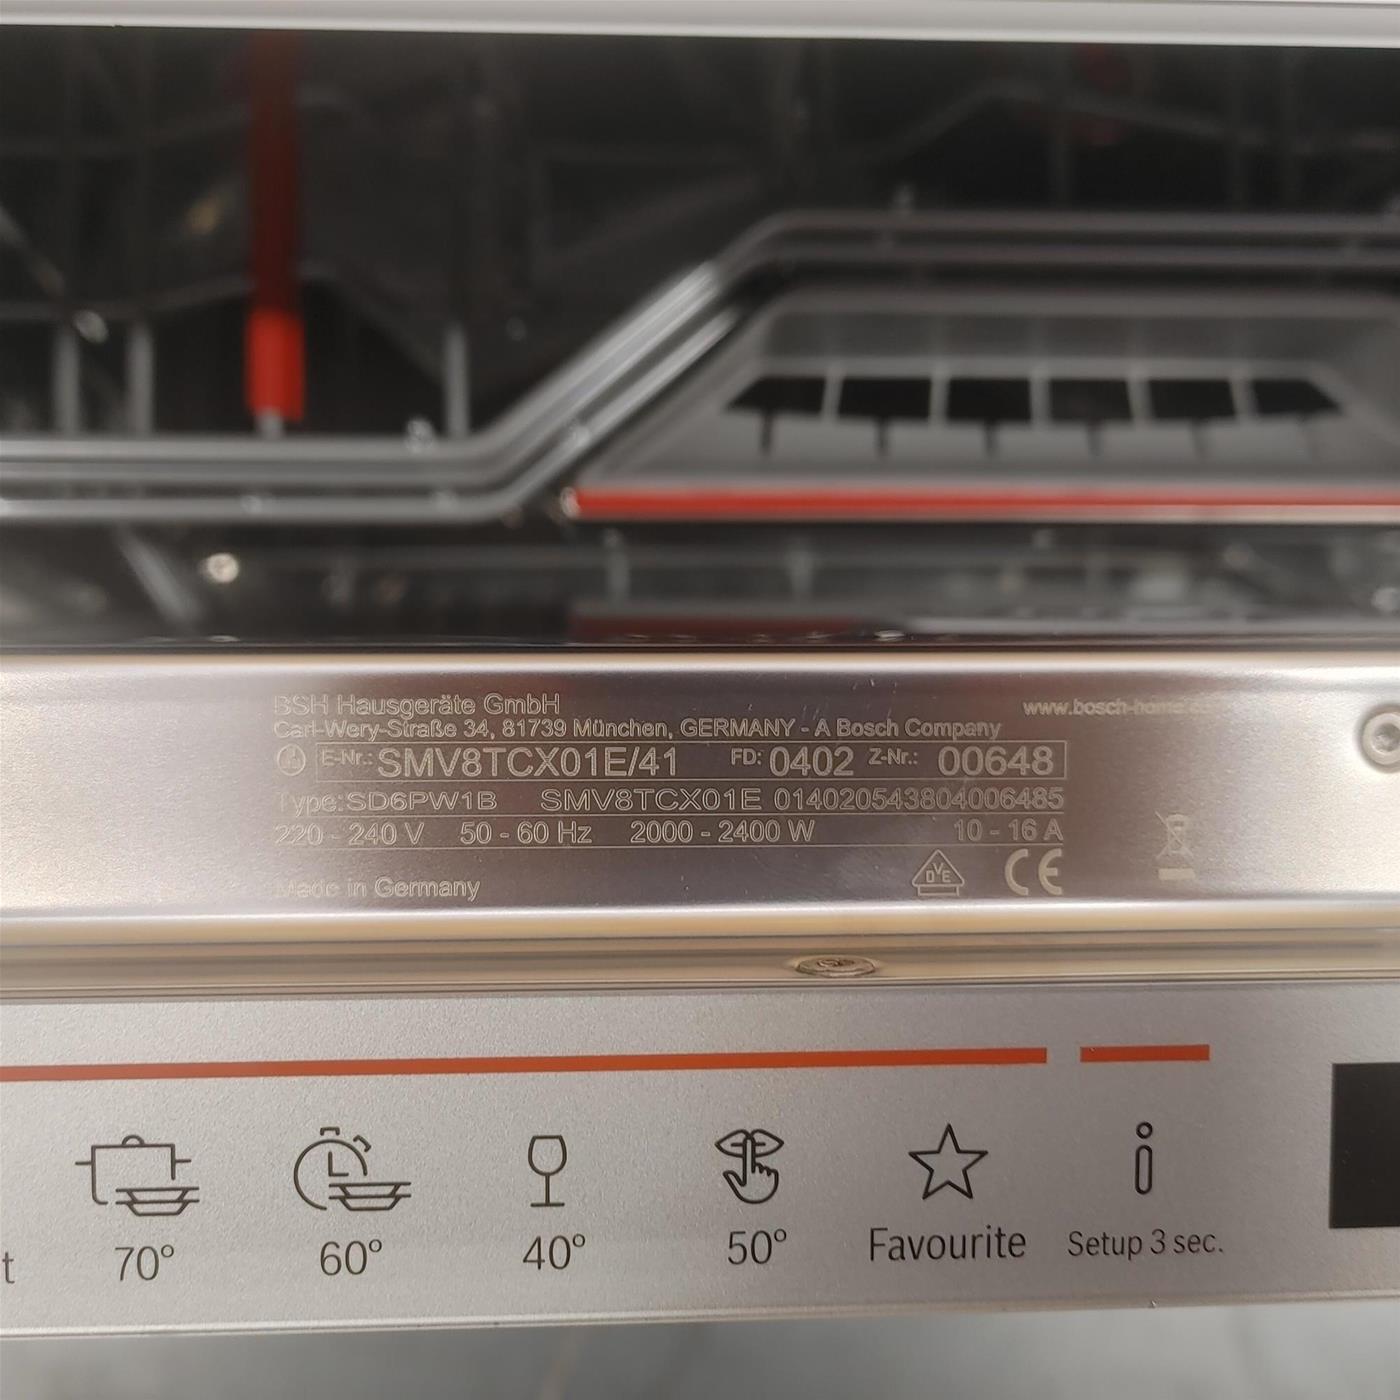 BSH Hausgeräte GmbH
Carl-Wery-Straße 34, 81739 München, GERMANY - A Bosch Company
www.bosch-home.
E-Nr.: SMV8TCX01E/41 FD: 0402 Z-Nr.: 00648
Type: SD6PW1B SMV8TCX01E 014020543804006485
220 - 240 V 50 - 60 Hz 2000 - 2400 W 10 - 16 A
Made in Germany
DVE CE
t 70° 60° 40° 50° Favourite Setup 3 sec.